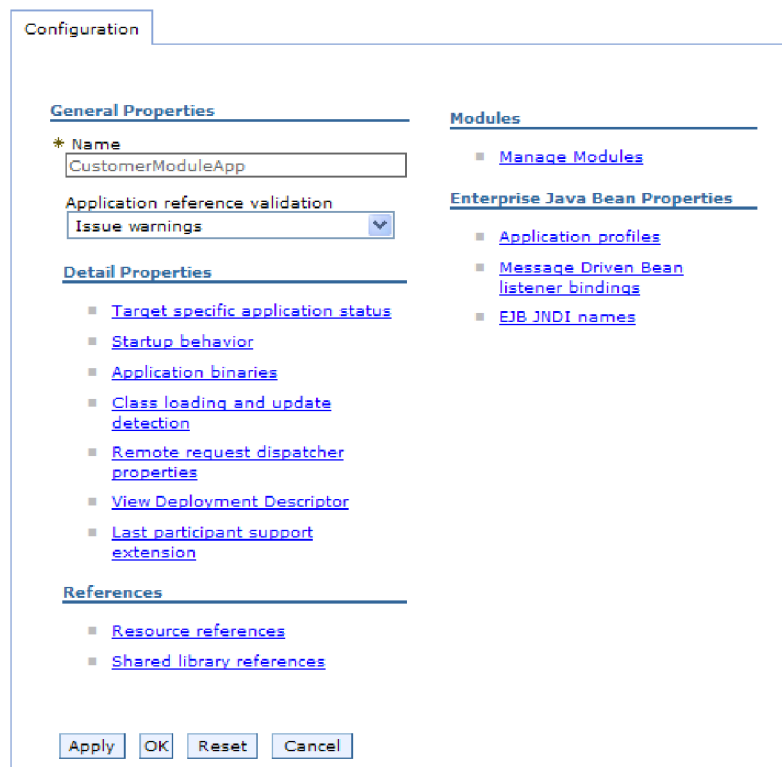 Configuration
General Properties
* Name
CustomerModuleApp
Application reference validation
Issue warnings
Detail Properties
Target specific application status
Startup behavior
Application binaries
Class loading and update
detection
Remote request dispatcher
properties
View Deployment Descriptor
Last participant support
extension
References
Resource references
Shared library references
Modules
Manage Modules
Enterprise Java Bean Properties
Application profiles
Message Driven Bean
listener bindings
EJB JNDI names
Apply OK Reset Cancel